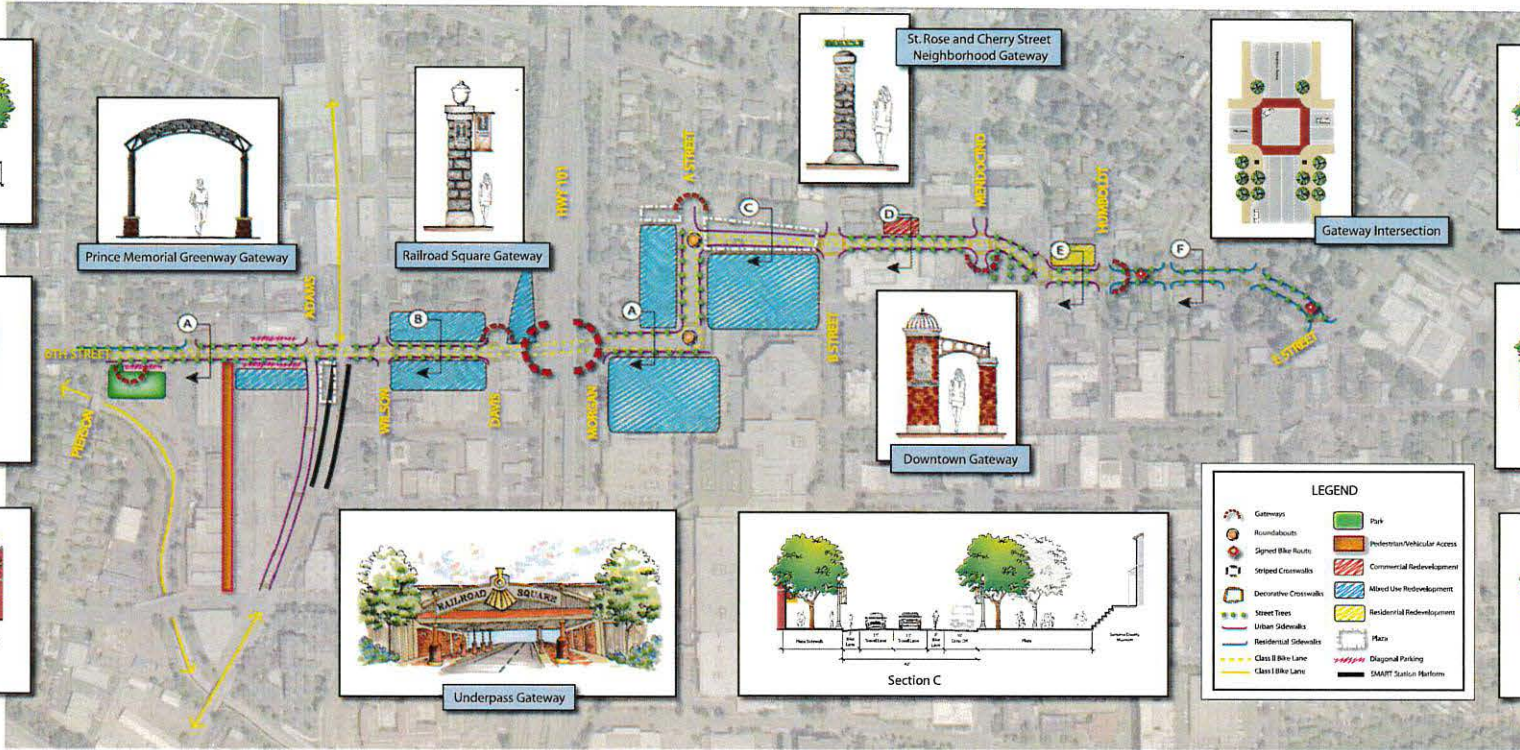 St. Rose and Cherry Street
Neighborhood Gateway
Prince Memorial Greenway Gateway
Railroad Square Gateway
Gateway Intersection
A STREET
HWY 101
MENDOCINO
HUMBOLDT
ADAMS
C
D
E
F
A
B
A
6TH STREET
B STREET
E STREET
PIERSON
WILSON
DAVIS
MORGAN
Downtown Gateway
RAILROAD SQUARE
Underpass Gateway
Plaza
Section C
LEGEND
Gateways
Roundabouts
Signed Bike Route
Striped Crosswalks
Decorative Crosswalks
Street Trees
Urban Sidewalks
Residential Sidewalks
Class II Bike Lane
Class I Bike Lane
Park
Pedestrian/Vehicular Access
Commercial Redevelopment
Mixed Use Redevelopment
Residential Redevelopment
Plaza
Diagonal Parking
SMART Station Platform